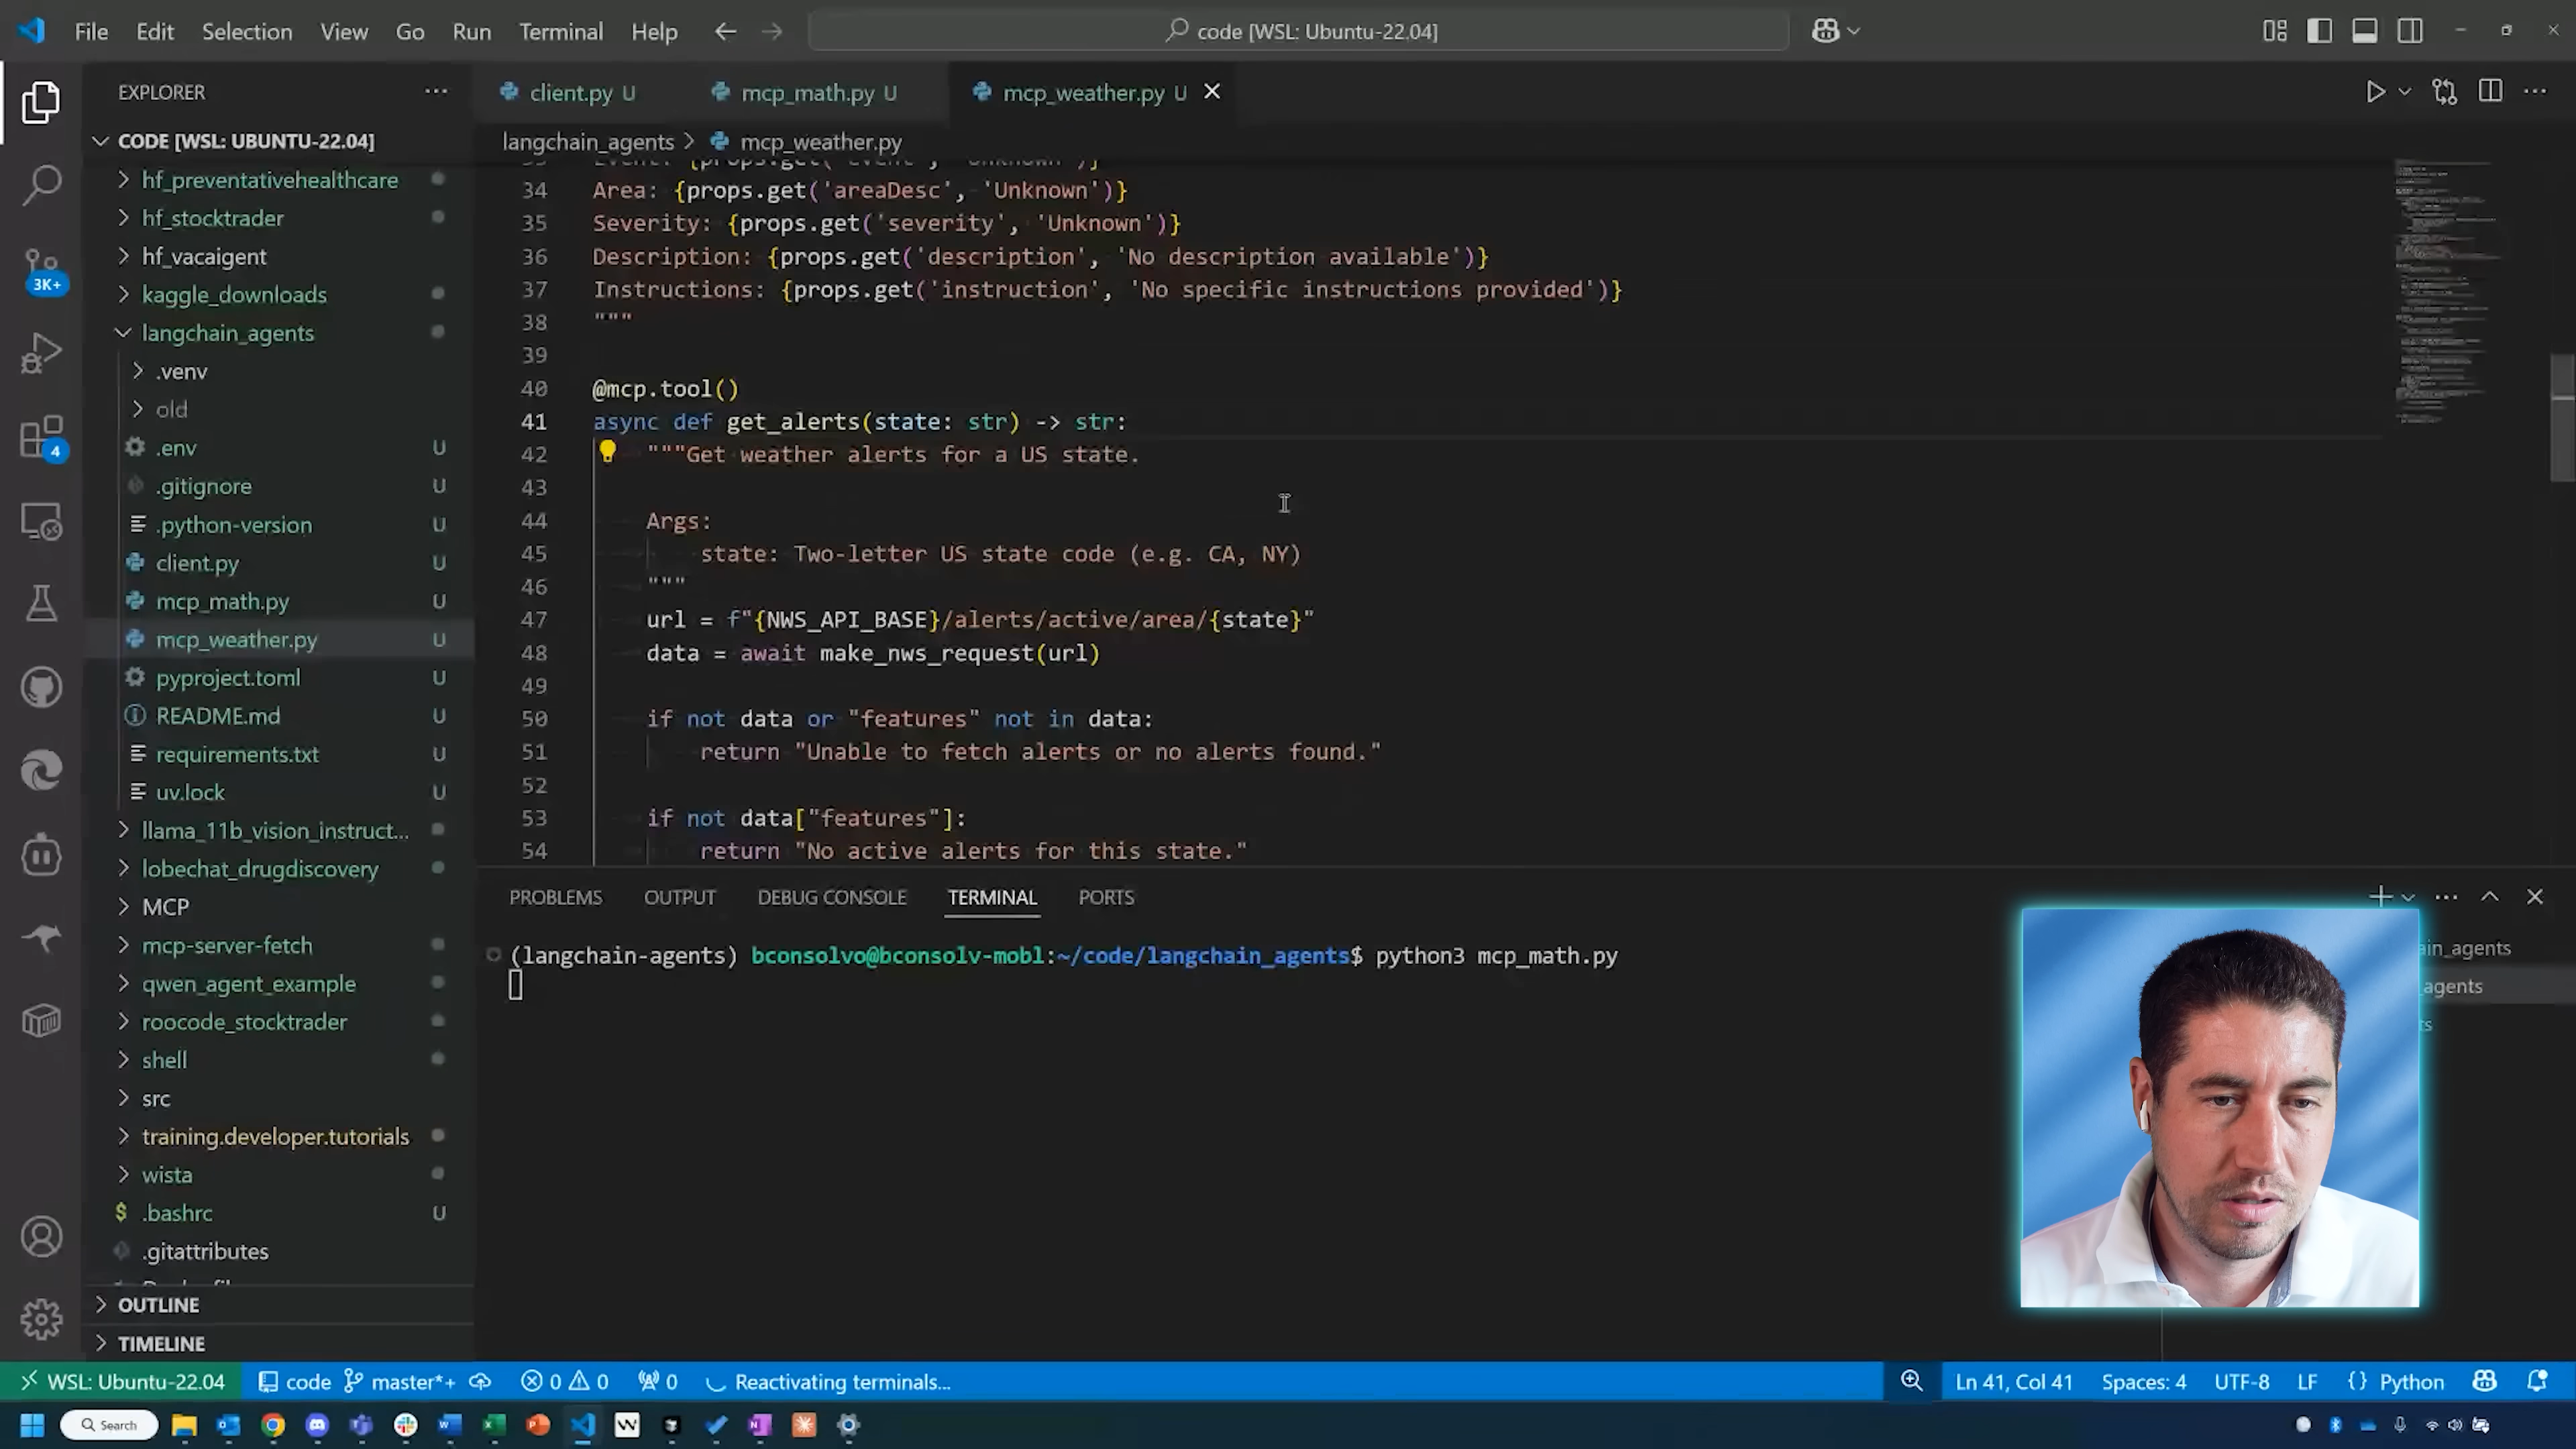 File Edit Selection View Go Run Terminal Help
code [WSL: Ubuntu-22.04]
EXPLORER
CODE [WSL: UBUNTU-22.04]
hf_preventativehealthcare
hf_stocktrader
hf_vacaigent
kaggle_downloads
langchain_agents
.venv
old
.env U
.gitignore U
.python-version U
client.py U
mcp_math.py U
mcp_weather.py U
pyproject.toml U
README.md U
requirements.txt U
uv.lock U
llama_11b_vision_instruct...
lobechat_drugdiscovery
MCP
mcp-server-fetch
qwen_agent_example
roocode_stocktrader
shell
src
training.developer.tutorials
wista
.bashrc U
.gitattributes
OUTLINE
TIMELINE
3K+
4
client.py U mcp_math.py U mcp_weather.py U
langchain_agents > mcp_weather.py
34 Area: {props.get('areaDesc', 'Unknown')}
35 Severity: {props.get('severity', 'Unknown')}
36 Description: {props.get('description', 'No description available')}
37 Instructions: {props.get('instruction', 'No specific instructions provided')}
38 """
39
40 @mcp.tool()
41 async def get_alerts(state: str) -> str:
42 """Get weather alerts for a US state.
43
44 Args:
45 state: Two-letter US state code (e.g. CA, NY)
46 """
47 url = f"{NWS_API_BASE}/alerts/active/area/{state}"
48 data = await make_nws_request(url)
49
50 if not data or "features" not in data:
51 return "Unable to fetch alerts or no alerts found."
52
53 if not data["features"]:
54 return "No active alerts for this state."
PROBLEMS OUTPUT DEBUG CONSOLE TERMINAL PORTS
(langchain-agents) bconsolvo@bconsolv-mobl:~/code/langchain_agents$ python3 mcp_math.py
ain_agents
agents
WSL: Ubuntu-22.04 code master*+ 0 0 0 Reactivating terminals... Ln 41, Col 41 Spaces: 4 UTF-8 LF {} Python
Search